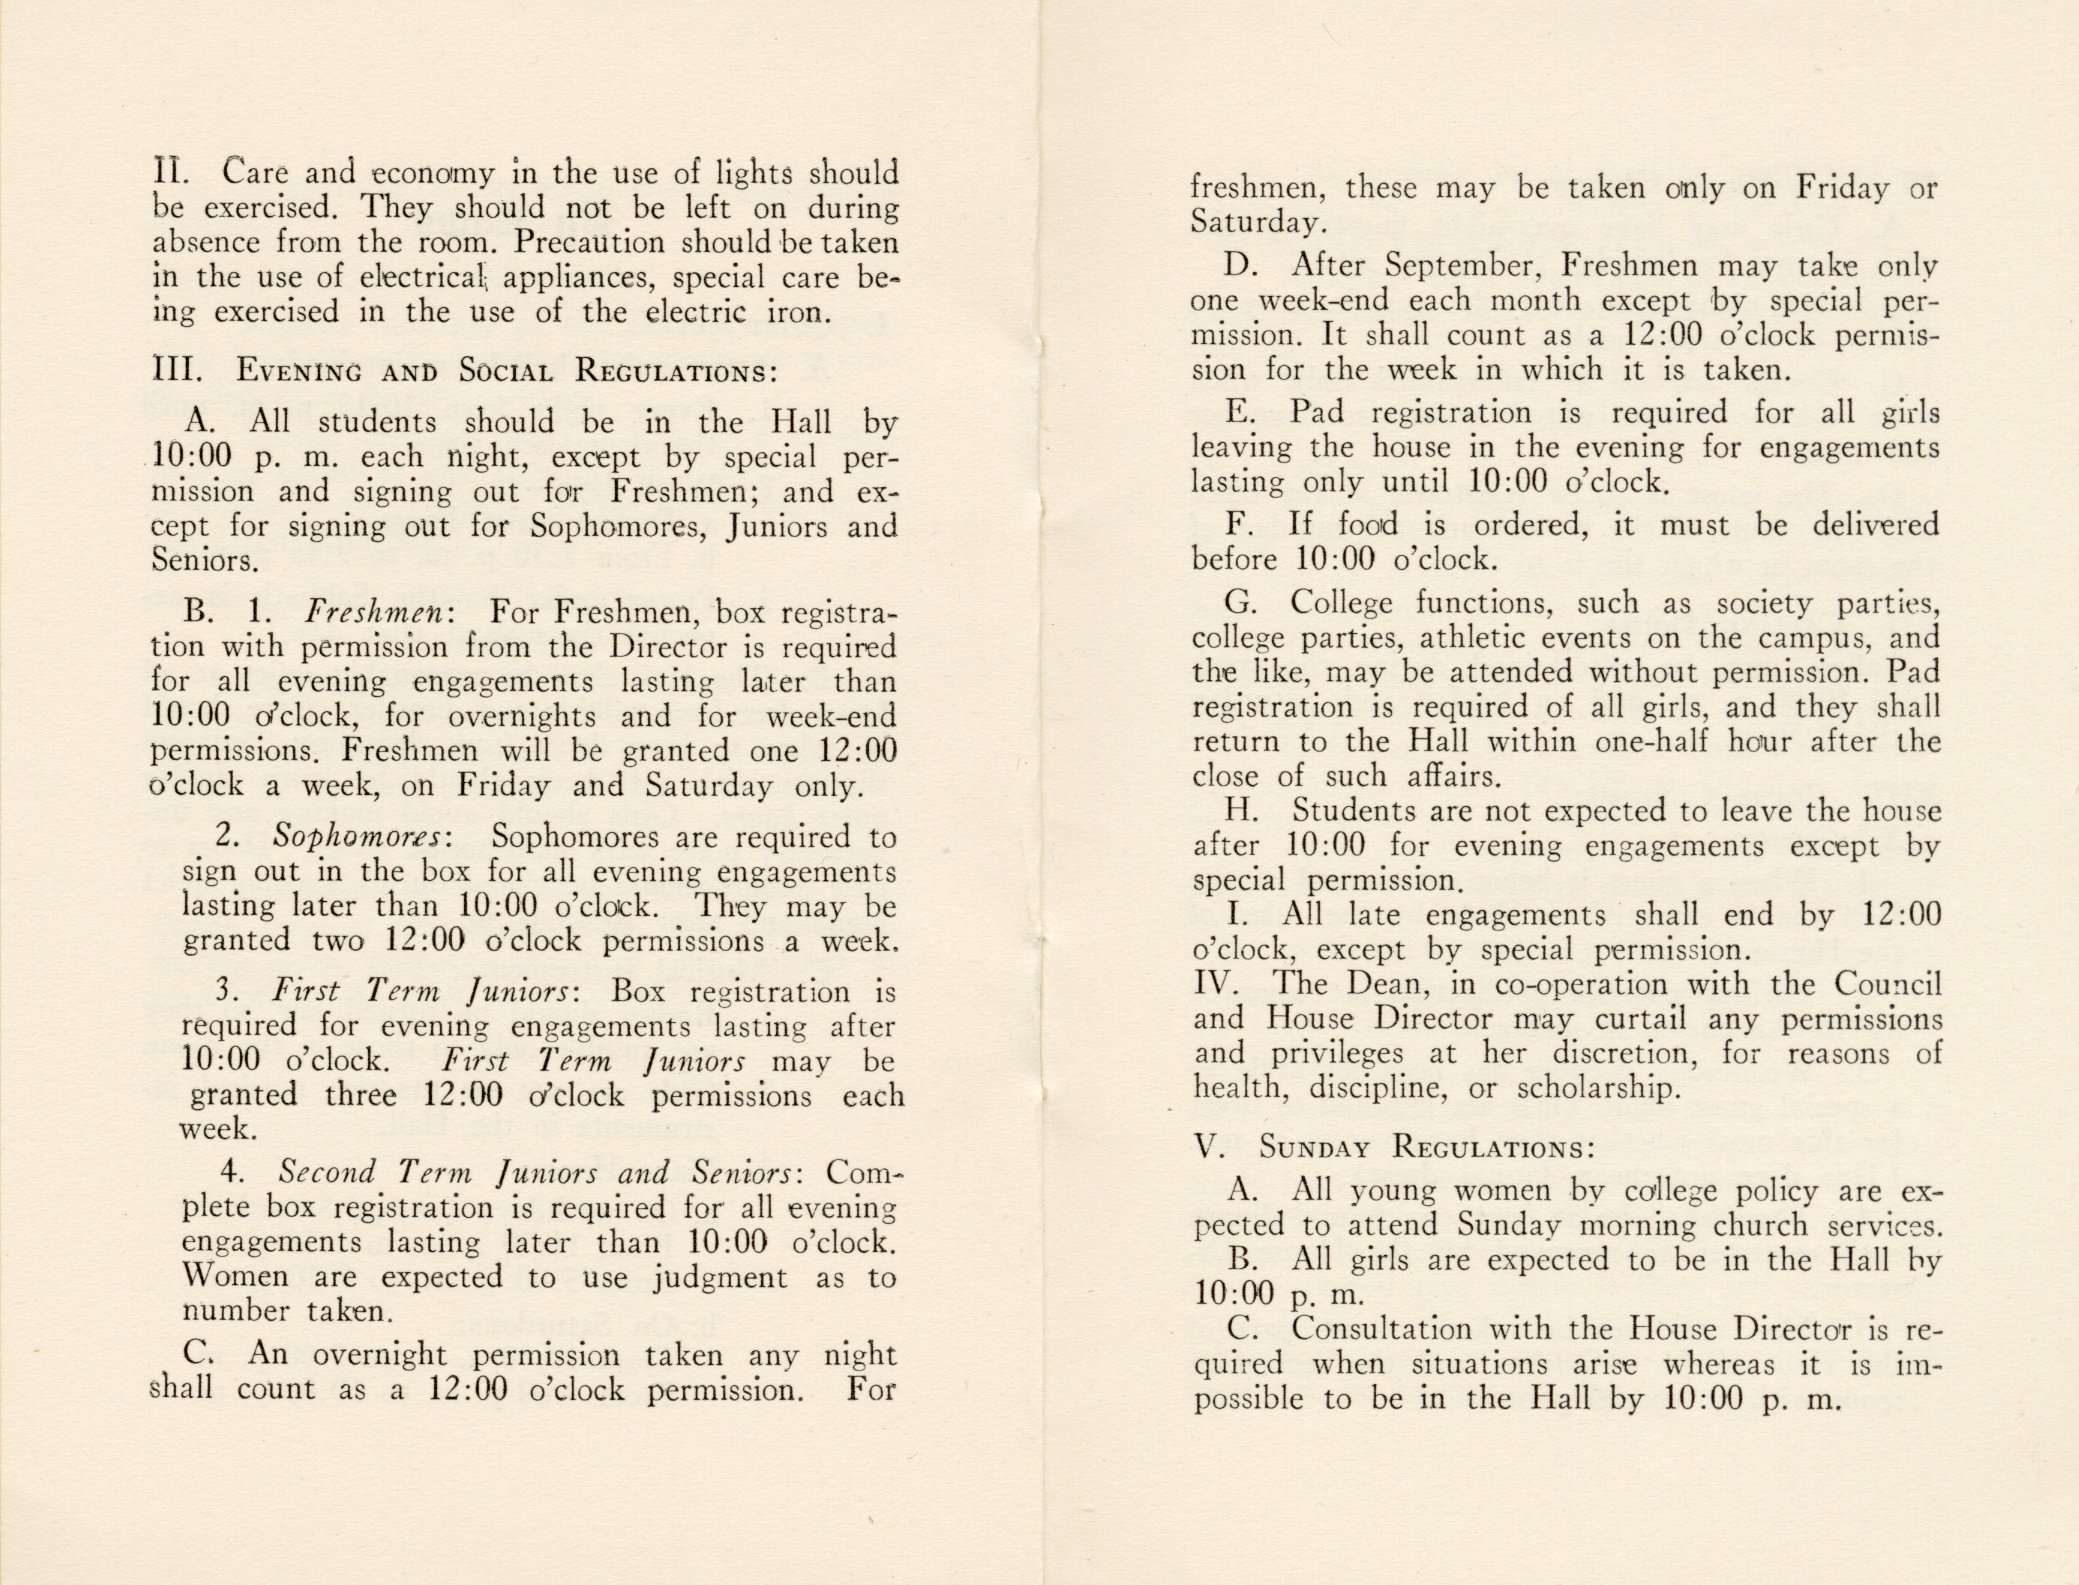 II. Care and economy in the use of lights should
be exercised. They should not be left on during
absence from the room. Precaution should be taken
in the use of electrical appliances, special care be-
ing exercised in the use of the electric iron.
III. EVENING AND SOCIAL REGULATIONS:
A. All students should be in the Hall by
10:00 p. m. each night, except by special per-
mission and signing out for Freshmen; and ex-
cept for signing out for Sophomores, Juniors and
Seniors.
B. 1. Freshmen: For Freshmen, box registra-
tion with permission from the Director is required
for all evening engagements lasting later than
10:00 o'clock, for overnights and for week-end
permissions. Freshmen will be granted one 12:00
o'clock a week, on Friday and Saturday only.
2. Sophomores: Sophomores are required to
sign out in the box for all evening engagements
lasting later than 10:00 o'clock. They may be
granted two 12:00 o'clock permissions a week.
3. First Term Juniors: Box registration is
required for evening engagements lasting after
10:00 o'clock. First Term Juniors may be
granted three 12:00 o'clock permissions each
week.
4. Second Term Juniors and Seniors: Com-
plete box registration is required for all evening
engagements lasting later than 10:00 o'clock.
Women are expected to use judgment as to
number taken.
C. An overnight permission taken any night
shall count as a 12:00 o'clock permission. For
freshmen, these may be taken only on Friday or
Saturday.
D. After September, Freshmen may take only
one week-end each month except by special per-
mission. It shall count as a 12:00 o'clock permis-
sion for the week in which it is taken.
E. Pad registration is required for all girls
leaving the house in the evening for engagements
lasting only until 10:00 o'clock.
F. If food is ordered, it must be delivered
before 10:00 o'clock.
G. College functions, such as society parties,
college parties, athletic events on the campus, and
the like, may be attended without permission. Pad
registration is required of all girls, and they shall
return to the Hall within one-half hour after the
close of such affairs.
H. Students are not expected to leave the house
after 10:00 for evening engagements except by
special permission.
I. All late engagements shall end by 12:00
o'clock, except by special permission.
IV. The Dean, in co-operation with the Council
and House Director may curtail any permissions
and privileges at her discretion, for reasons of
health, discipline, or scholarship.
V. SUNDAY REGULATIONS:
A. All young women by college policy are ex-
pected to attend Sunday morning church services.
B. All girls are expected to be in the Hall by
10:00 p. m.
C. Consultation with the House Director is re-
quired when situations arise whereas it is im-
possible to be in the Hall by 10:00 p. m.